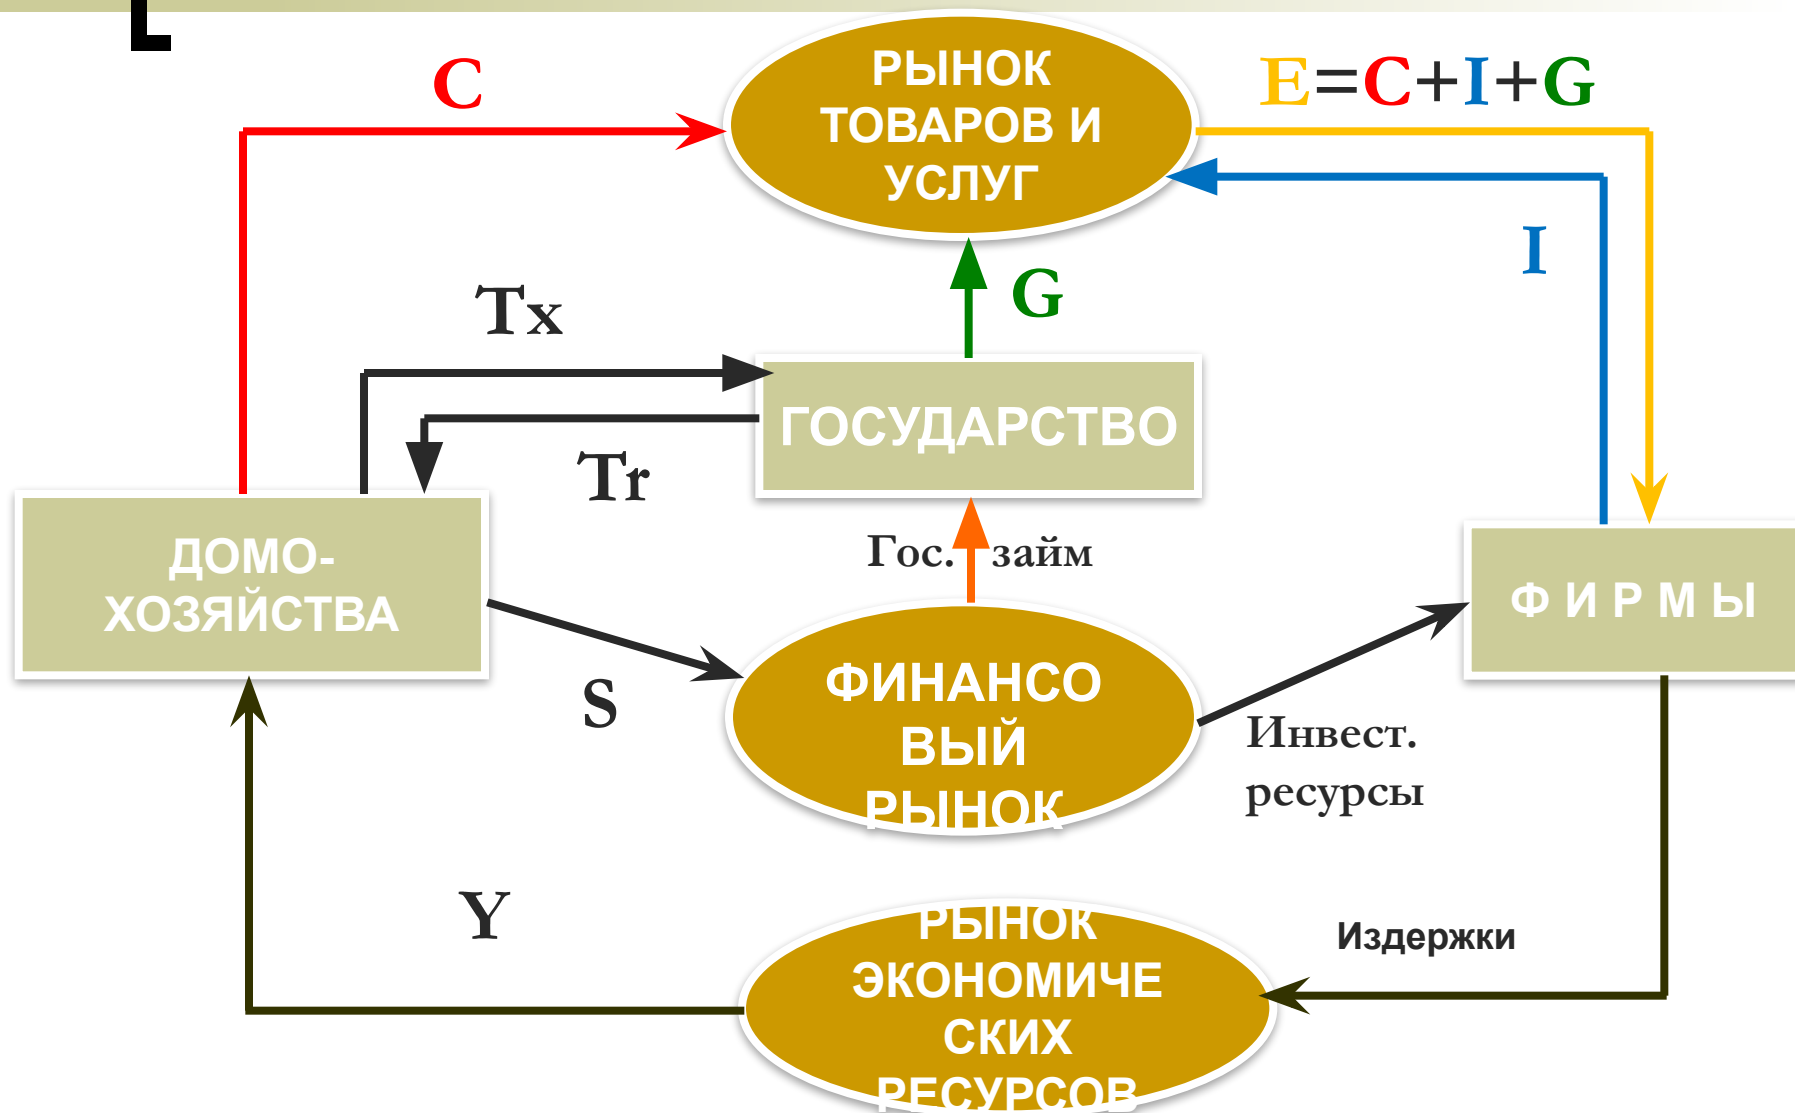 C
РЫНОК
ТОВАРОВ И
УСЛУГ
E=C+I+G
I
G
Tx
ГОСУДАРСТВО
Tr
Гос. займ
ДОМО-
ХОЗЯЙСТВА
Ф И Р М Ы
S
ФИНАНСО
ВЫЙ
РЫНОК
Инвест.
ресурсы
Y
РЫНОК
ЭКОНОМИЧЕ
СКИХ
РЕСУРСОВ
Издержки